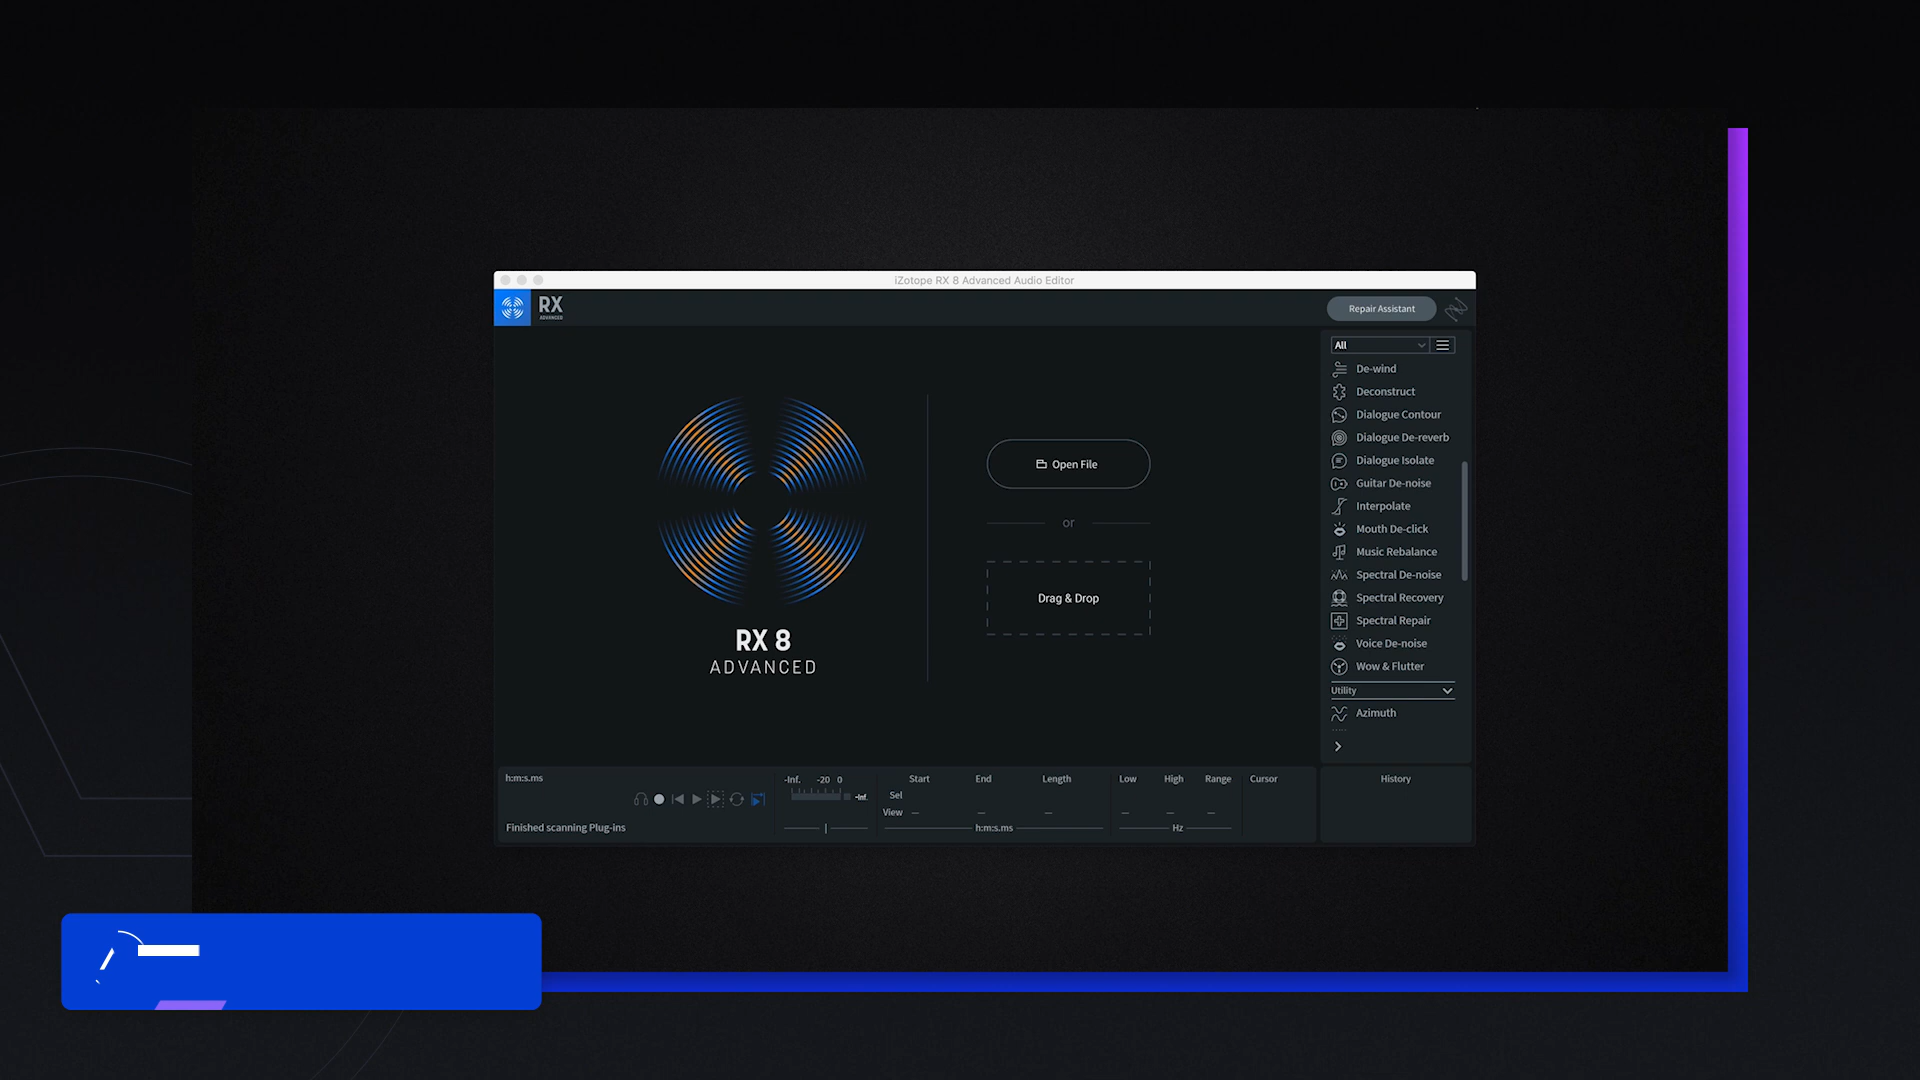 iZotope RX 8 Advanced Audio Editor
RX
ADVANCED
Repair Assistant
All
De-wind
Deconstruct
Dialogue Contour
Dialogue De-reverb
Dialogue Isolate
Guitar De-noise
Interpolate
Mouth De-click
Music Rebalance
Spectral De-noise
Spectral Recovery
Spectral Repair
Voice De-noise
Wow & Flutter
Utility
Azimuth
Open File
or
Drag & Drop
RX 8
ADVANCED
h:m:s.ms
Finished scanning Plug-ins
-Inf. -20 0
-Inf.
Start End Length Low High Range Cursor
Sel
View — — — — — —
h:m:s.ms Hz
History